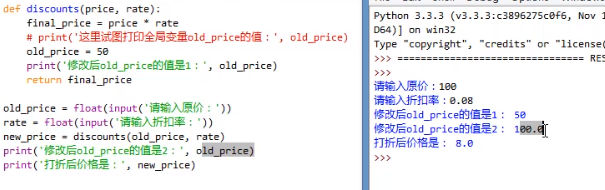 def discounts(price, rate):
    final_price = price * rate
    # print('这里试图打印全局变量old_price的值：', old_price)
    old_price = 50
    print('修改后old_price的值是1：', old_price)
    return final_price
old_price = float(input('请输入原价：'))
rate = float(input('请输入折扣率：'))
new_price = discounts(old_price, rate)
print('修改后old_price的值是2：', old_price)
print('打折后价格是：', new_price)
Python 3.3.3 (v3.3.3:c3896275c0f6, Nov 1
D64)] on win32
Type "copyright", "credits" or "license(
>>> ================================ RES
>>>
请输入原价：100
请输入折扣率：0.08
修改后old_price的值是1： 50
修改后old_price的值是2： 100.0
打折后价格是： 8.0
>>>